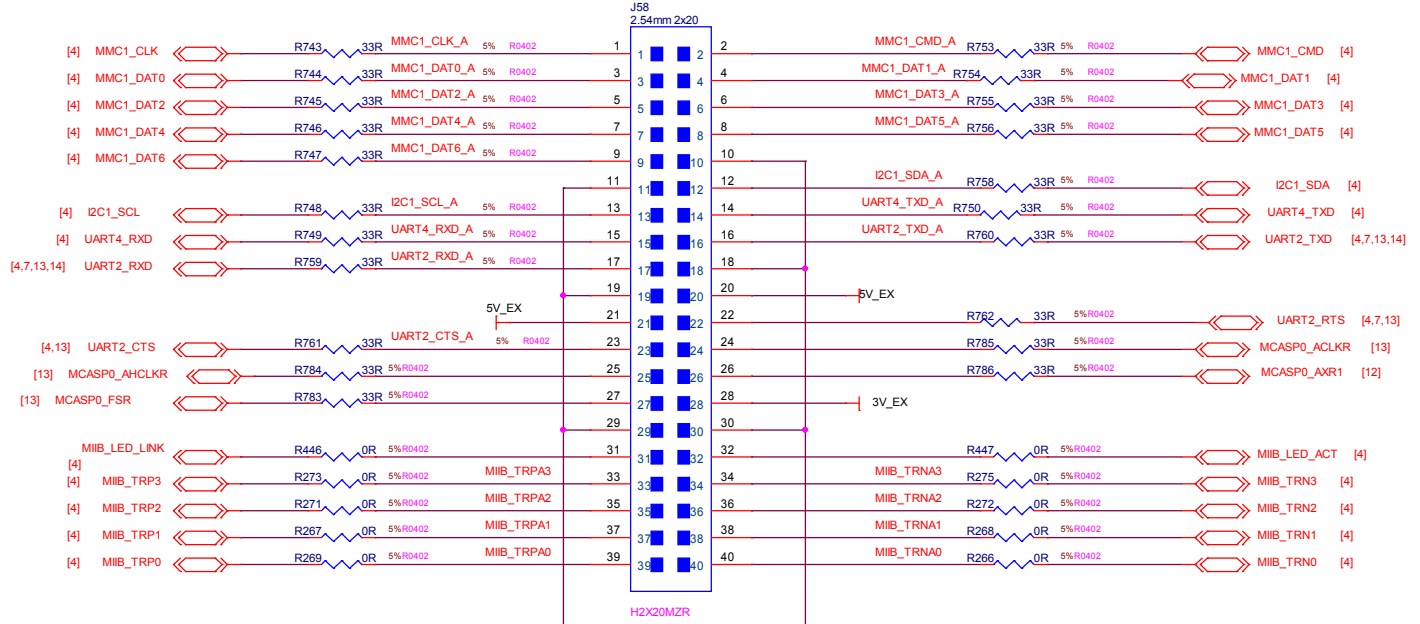 J58
2.54mm 2x20
[4] MMC1_CLK R743 33R MMC1_CLK_A 5% R0402 1 1 2 2 MMC1_CMD_A R753 33R 5% R0402 MMC1_CMD [4]
[4] MMC1_DAT0 R744 33R MMC1_DAT0_A 5% R0402 3 3 4 4 MMC1_DAT1_A R754 33R 5% R0402 MMC1_DAT1 [4]
[4] MMC1_DAT2 R745 33R MMC1_DAT2_A 5% R0402 5 5 6 6 MMC1_DAT3_A R755 33R 5% R0402 MMC1_DAT3 [4]
[4] MMC1_DAT4 R746 33R MMC1_DAT4_A 5% R0402 7 7 8 8 MMC1_DAT5_A R756 33R 5% R0402 MMC1_DAT5 [4]
[4] MMC1_DAT6 R747 33R MMC1_DAT6_A 5% R0402 9 9 10 10
11 11 12 12 I2C1_SDA_A R758 33R 5% R0402 I2C1_SDA [4]
[4] I2C1_SCL R748 33R I2C1_SCL_A 5% R0402 13 13 14 14 UART4_TXD_A R750 33R 5% R0402 UART4_TXD [4]
[4] UART4_RXD R749 33R UART4_RXD_A 5% R0402 15 15 16 16 UART2_TXD_A R760 33R 5% R0402 UART2_TXD [4,7,13,14]
[4,7,13,14] UART2_RXD R759 33R UART2_RXD_A 5% R0402 17 17 18 18
19 19 20 20 5V_EX
5V_EX 21 21 22 22 R762 33R 5%R0402 UART2_RTS [4,7,13]
[4,13] UART2_CTS R761 33R UART2_CTS_A 5% R0402 23 23 24 24 R785 33R 5%R0402 MCASP0_ACLKR [13]
[13] MCASP0_AHCLKR R784 33R 5%R0402 25 25 26 26 R786 33R 5%R0402 MCASP0_AXR1 [12]
[13] MCASP0_FSR R783 33R 5%R0402 27 27 28 28 3V_EX
29 29 30 30
MIIB_LED_LINK [4] R446 0R 5%R0402 31 31 32 32 R447 0R 5%R0402 MIIB_LED_ACT [4]
[4] MIIB_TRP3 R273 0R 5%R0402 MIIB_TRPA3 33 33 34 34 MIIB_TRNA3 R275 0R 5%R0402 MIIB_TRN3 [4]
[4] MIIB_TRP2 R271 0R 5%R0402 MIIB_TRPA2 35 35 36 36 MIIB_TRNA2 R272 0R 5%R0402 MIIB_TRN2 [4]
[4] MIIB_TRP1 R267 0R 5%R0402 MIIB_TRPA1 37 37 38 38 MIIB_TRNA1 R268 0R 5%R0402 MIIB_TRN1 [4]
[4] MIIB_TRP0 R269 0R 5%R0402 MIIB_TRPA0 39 39 40 40 MIIB_TRNA0 R266 0R 5%R0402 MIIB_TRN0 [4]
H2X20MZR